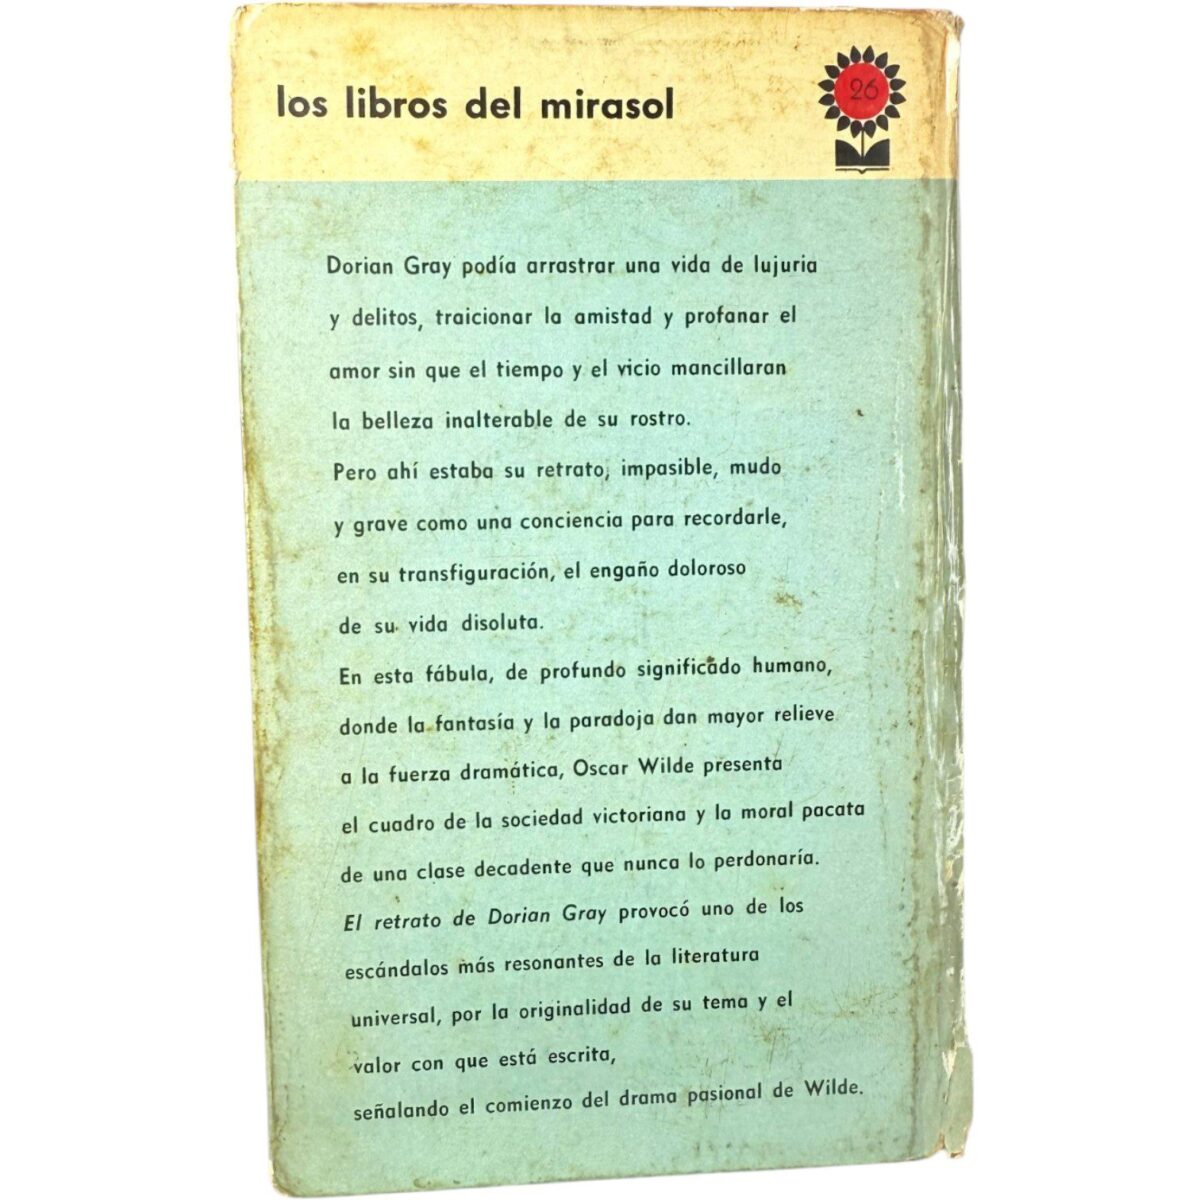 los libros del mirasol
26
Dorian Gray podía arrastrar una vida de lujuria
y delitos, traicionar la amistad y profanar el
amor sin que el tiempo y el vicio mancillaran
la belleza inalterable de su rostro.
Pero ahí estaba su retrato, impasible, mudo
y grave como una conciencia para recordarle,
en su transfiguración, el engaño doloroso
de su vida disoluta.
En esta fábula, de profundo significado humano,
donde la fantasía y la paradoja dan mayor relieve
a la fuerza dramática, Oscar Wilde presenta
el cuadro de la sociedad victoriana y la moral pacata
de una clase decadente que nunca lo perdonaría.
El retrato de Dorian Gray provocó uno de los
escándalos más resonantes de la literatura
universal, por la originalidad de su tema y el
valor con que está escrita,
señalando el comienzo del drama pasional de Wilde.